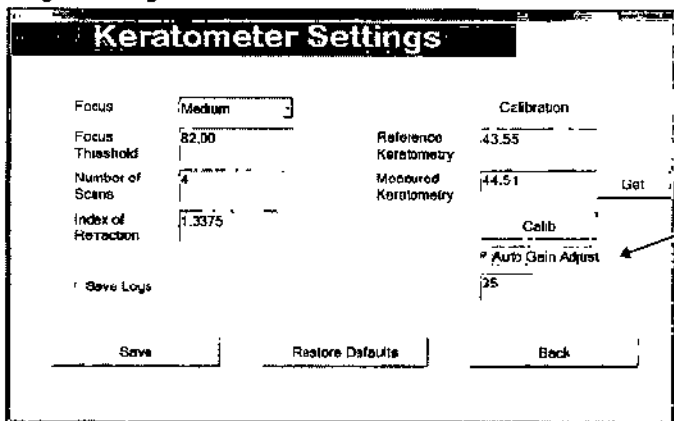 Keratometer Settings
Focus
Medium
Calibration
Focus Threshold
82.00
Reference Keratometry
43.55
Number of Scans
4
Measured Keratometry
44.51
Get
Index of Refraction
1.3375
Calib
Auto Gain Adjust
Save Logs
35
Save
Restore Defaults
Back